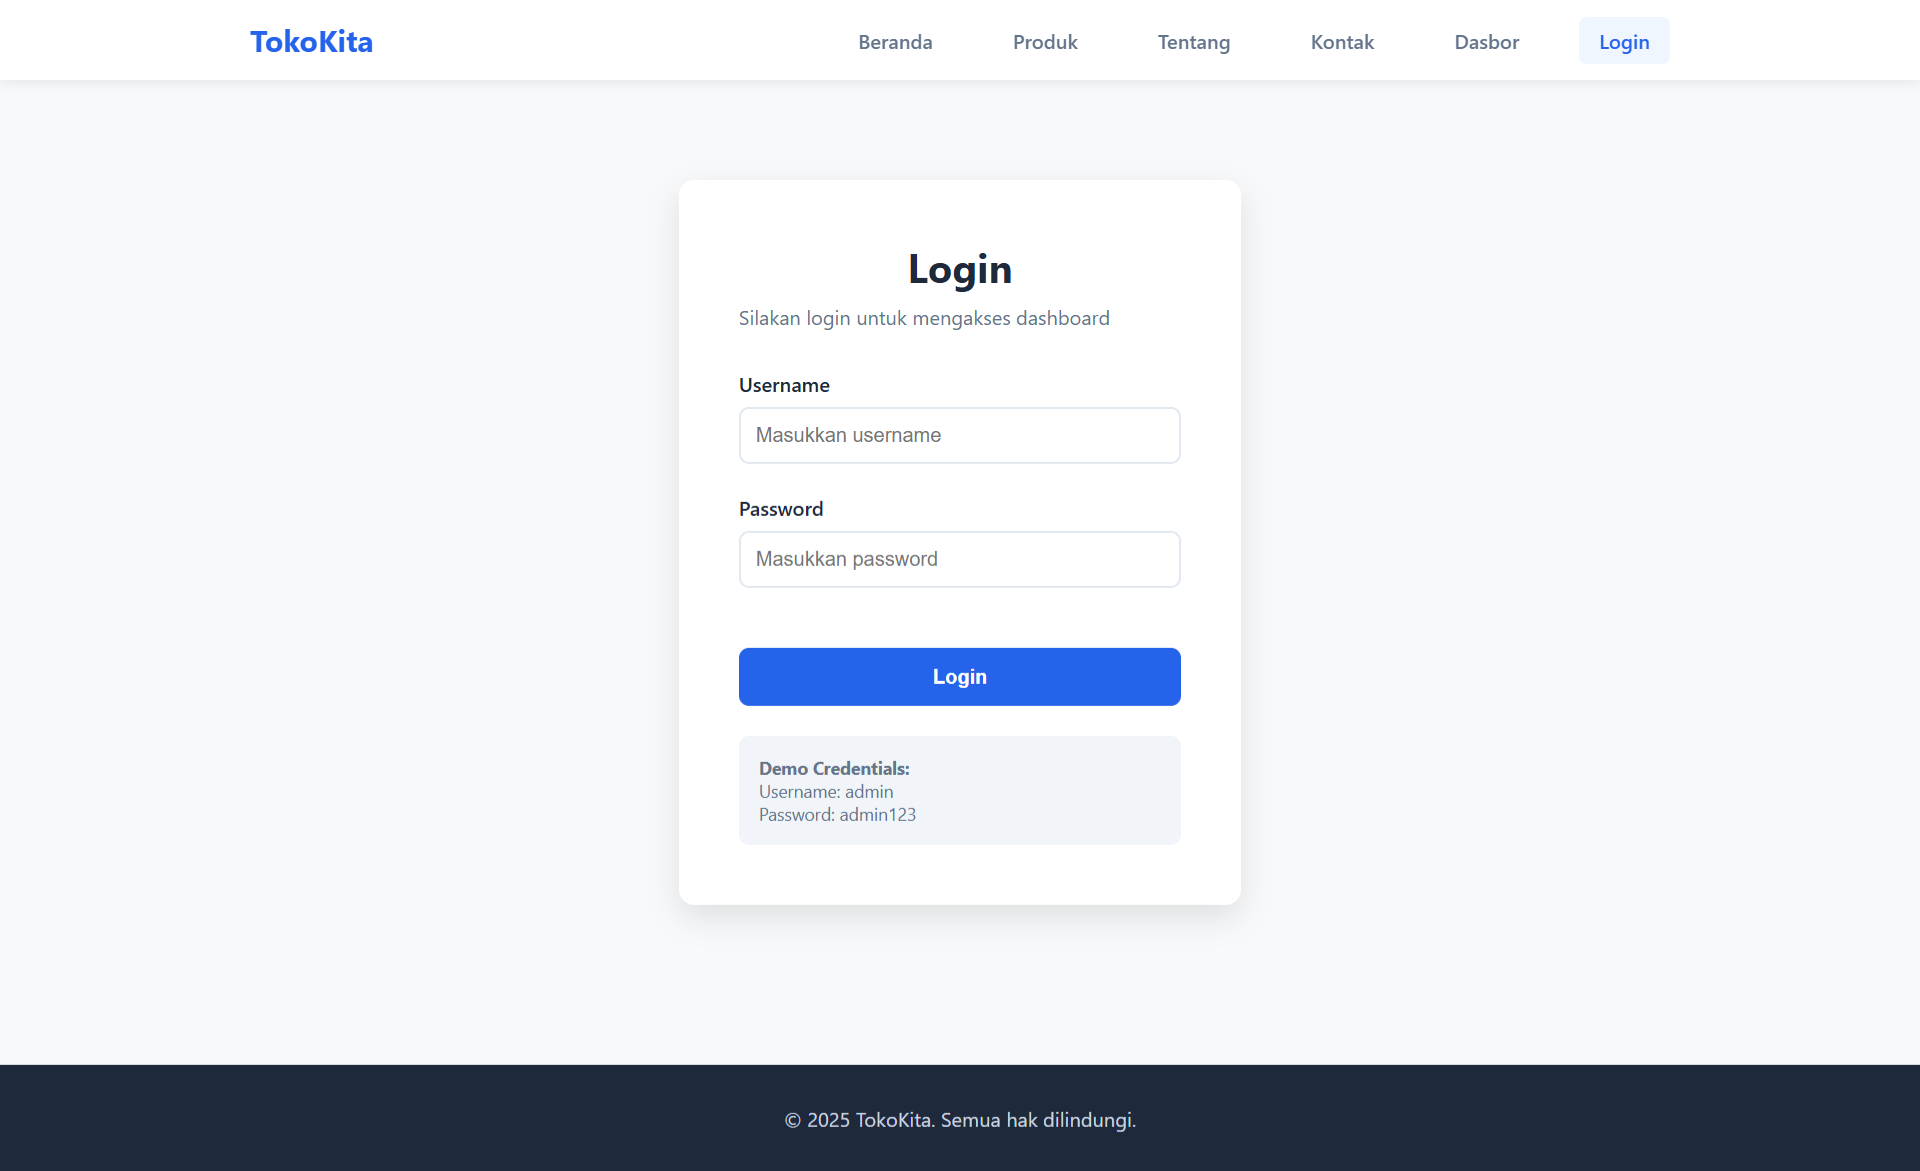 TokoKita
Beranda
Produk
Tentang
Kontak
Dasbor
Login
Login
Silakan login untuk mengakses dashboard
Username
Masukkan username
Password
Masukkan password
Login
Demo Credentials:
Username: admin
Password: admin123
© 2025 TokoKita. Semua hak dilindungi.